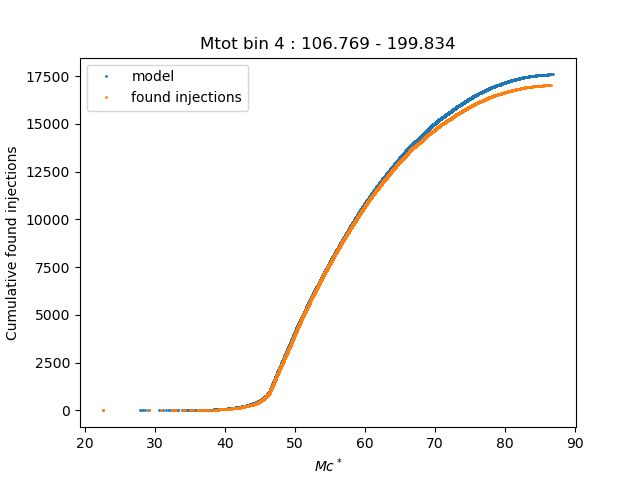 Mtot bin 4 : 106.769 - 199.834
model
found injections
17500
15000
12500
10000
7500
5000
2500
0
Cumulative found injections
20 30 40 50 60 70 80 90
Mc*